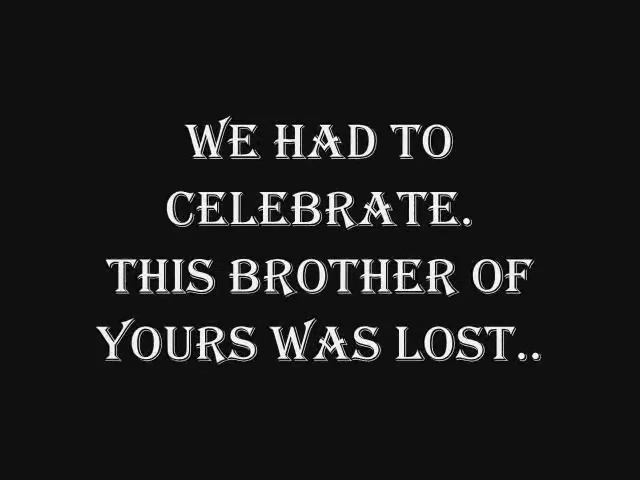 WE HAD TO
CELEBRATE.
THIS BROTHER OF
YOURS WAS LOST..